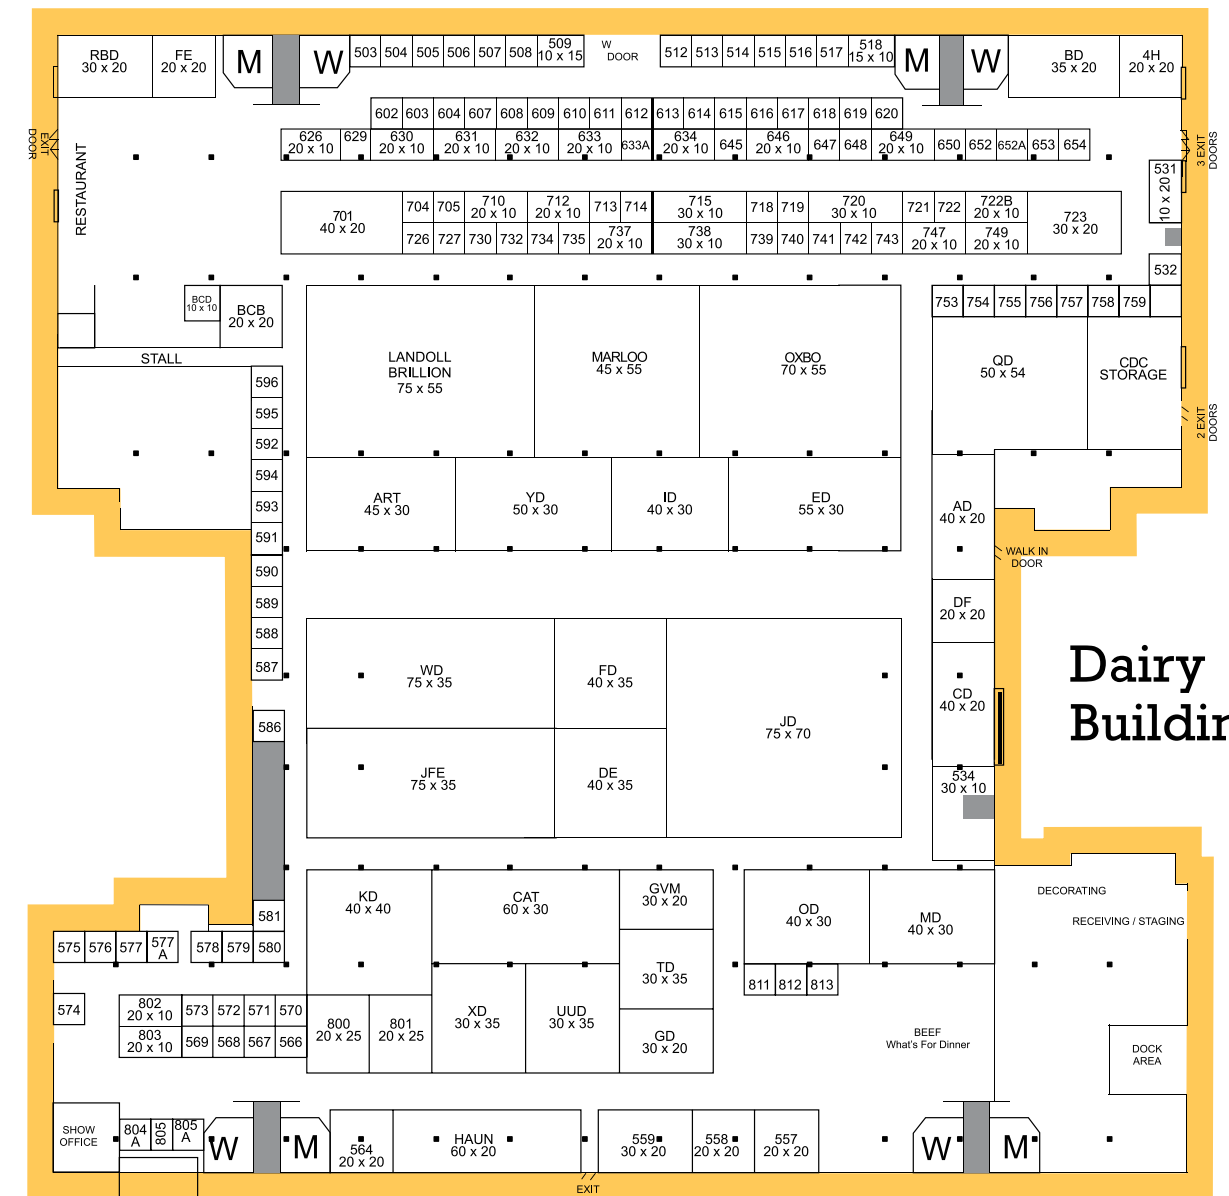 RBD
30 x 20
FE
20 x 20
M
W
503
504
505
506
507
508
509
10 x 15
W
DOOR
512
513
514
515
516
517
518
15 x 10
M
W
BD
35 x 20
4H
20 x 20
602
603
604
607
608
609
610
611
612
613
614
615
616
617
618
619
620
EXIT
DOOR
626
20 x 10
629
630
20 x 10
631
20 x 10
632
20 x 10
633
20 x 10
633A
634
20 x 10
645
646
20 x 10
647
648
649
20 x 10
650
652
652A
653
654
3 EXIT
DOORS
RESTAURANT
531
10 x 20
701
40 x 20
704
705
710
20 x 10
712
20 x 10
713
714
715
30 x 10
718
719
720
30 x 10
721
722
722B
20 x 10
723
30 x 20
726
727
730
732
734
735
737
20 x 10
738
30 x 10
739
740
741
742
743
747
20 x 10
749
20 x 10
532
BCD
10 x 10
BCB
20 x 20
753
754
755
756
757
758
759
STALL
LANDOLL
BRILLION
75 x 55
MARLOO
45 x 55
OXBO
70 x 55
QD
50 x 54
CDC
STORAGE
2 EXIT
DOORS
596
595
592
594
593
591
590
589
588
587
586
ART
45 x 30
YD
50 x 30
ID
40 x 30
ED
55 x 30
AD
40 x 20
WALK IN
DOOR
DF
20 x 20
WD
75 x 35
FD
40 x 35
JD
75 x 70
CD
40 x 20
Dairy
Buildin
JFE
75 x 35
DE
40 x 35
534
30 x 10
KD
40 x 40
CAT
60 x 30
GVM
30 x 20
OD
40 x 30
MD
40 x 30
DECORATING
RECEIVING / STAGING
581
575
576
577
577
A
578
579
580
TD
30 x 35
811
812
813
574
802
20 x 10
573
572
571
570
803
20 x 10
569
568
567
566
800
20 x 25
801
20 x 25
XD
30 x 35
UUD
30 x 35
GD
30 x 20
BEEF
What's For Dinner
DOCK
AREA
SHOW
OFFICE
804
A
805
805
A
W
M
564
20 x 20
HAUN
60 x 20
559
30 x 20
558
20 x 20
557
20 x 20
W
M
EXIT